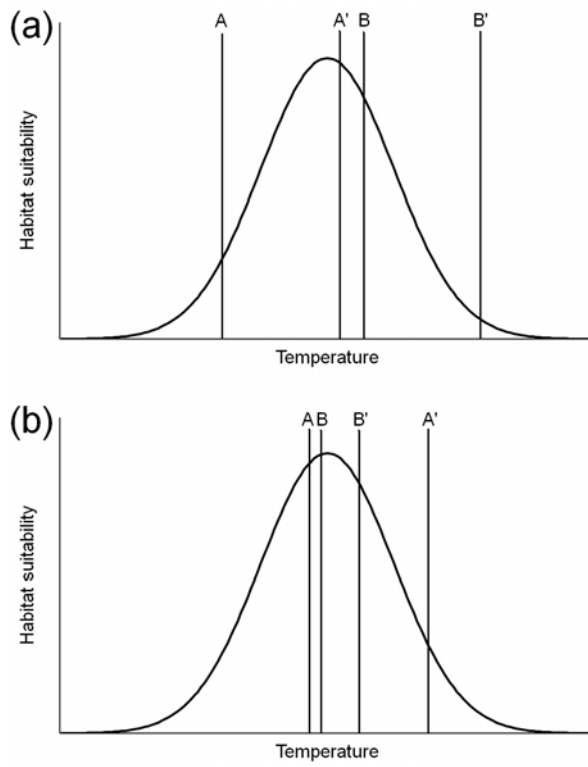 (a)
A A' B B'
Habitat suitability
Temperature
(b)
A B B' A'
Habitat suitability
Temperature